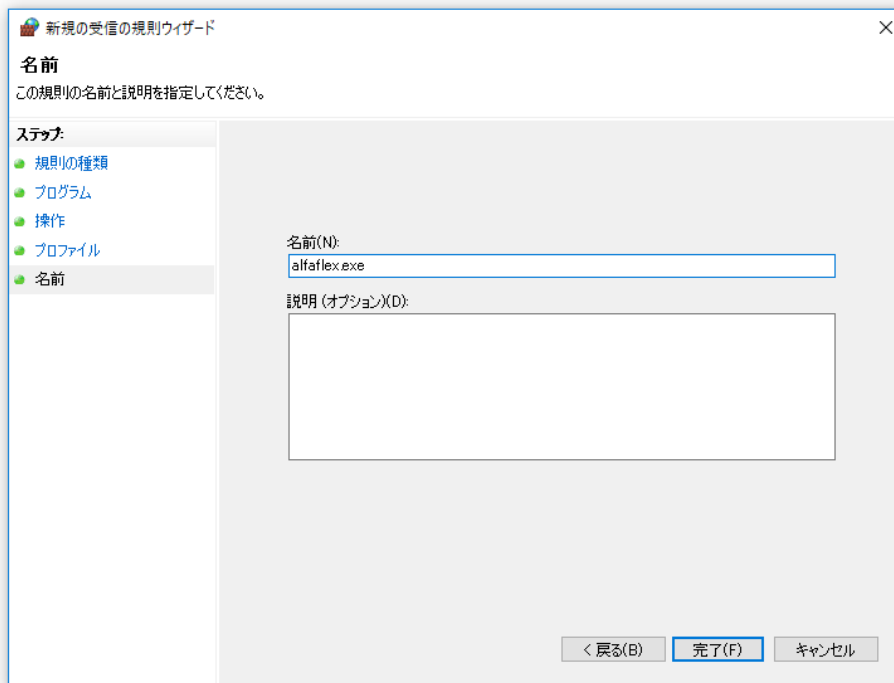 新規の受信の規則ウィザード
名前
この規則の名前と説明を指定してください。
ステップ:
規則の種類
プログラム
操作
プロファイル
名前
名前(N):
alfaflex.exe
説明 (オプション)(D):
< 戻る(B)
完了(F)
キャンセル